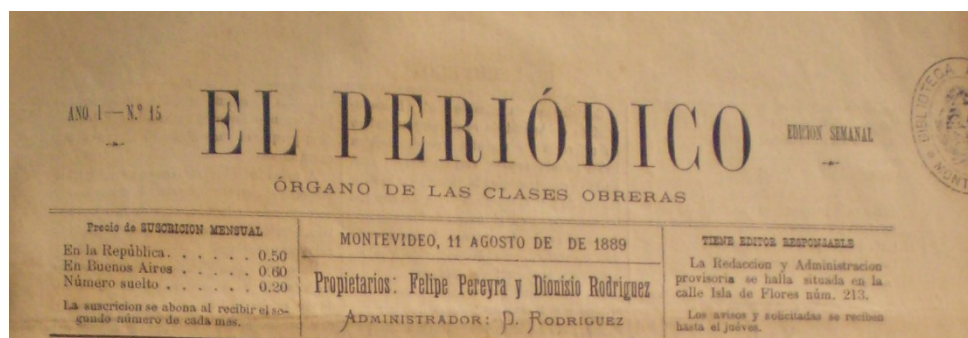 AÑO I — N.º 15
EL PERIÓDICO
EDICION SEMANAL
ÓRGANO DE LAS CLASES OBRERAS
Precio de SUSCRICION MENSUAL
En la República. . . . . . . 0.50
En Buenos Aires . . . . . . 0.60
Número suelto . . . . . . . 0.20
La suscricion se abona al recibir el se-
gundo número de cada mes.
MONTEVIDEO, 11 AGOSTO DE DE 1889
Propietarios: Felipe Pereyra y Dionisio Rodriguez
ADMINISTRADOR: D. RODRIGUEZ
TIENE EDITOR RESPONSABLE
La Redaccion y Administracion
provisoria se halla situada en la
calle Isla de Flores núm. 213.
Los avisos y solicitadas se reciben
hasta el juéves.
BIBLIOTECA
MONT